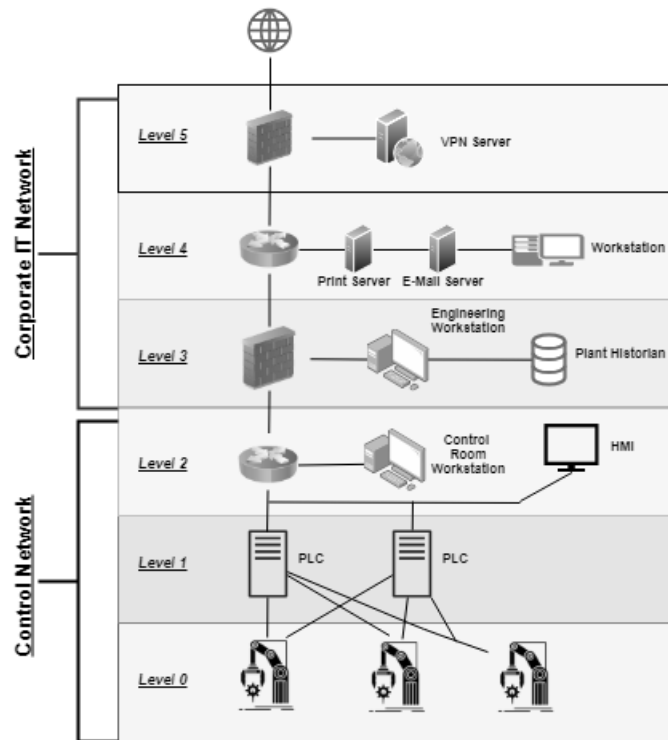 Level 5
VPN Server
Corporate IT Network
Level 4
Print Server
E-Mail Server
Workstation
Engineering
Workstation
Level 3
Plant Historian
Control
Room
Workstation
HMI
Level 2
Control Network
Level 1
PLC
PLC
Level 0